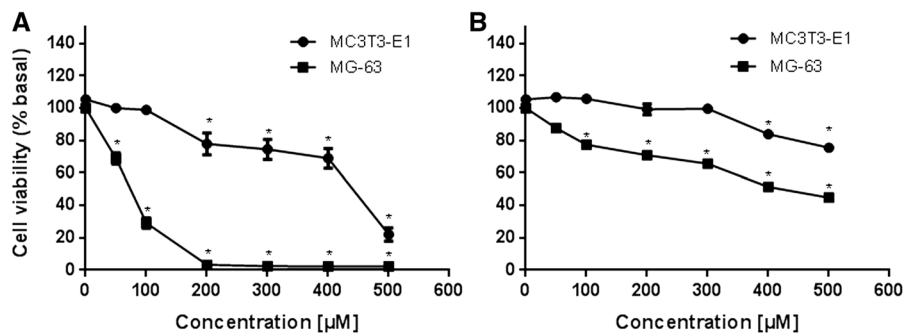 A
MC3T3-E1
MG-63
Cell viability (% basal)
140
120
100
80
60
40
20
0
* * * * * * * * * *
0 100 200 300 400 500 600
Concentration [µM]
B
MC3T3-E1
MG-63
140
120
100
80
60
40
20
0
* * * * * * *
0 100 200 300 400 500 600
Concentration [µM]